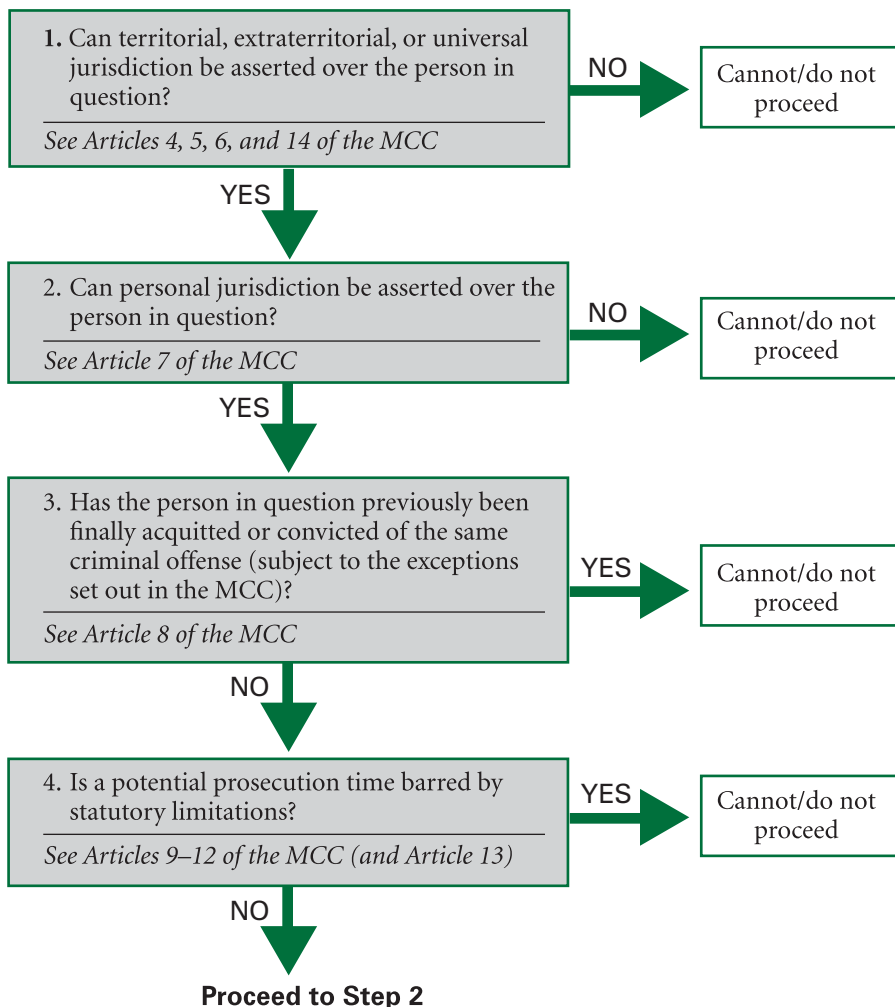 1. Can territorial, extraterritorial, or universal
jurisdiction be asserted over the person in
question?
See Articles 4, 5, 6, and 14 of the MCC
NO
Cannot/do not
proceed
YES
2. Can personal jurisdiction be asserted over the
person in question?
See Article 7 of the MCC
NO
Cannot/do not
proceed
YES
3. Has the person in question previously been
finally acquitted or convicted of the same
criminal offense (subject to the exceptions
set out in the MCC)?
See Article 8 of the MCC
YES
Cannot/do not
proceed
NO
4. Is a potential prosecution time barred by
statutory limitations?
See Articles 9–12 of the MCC (and Article 13)
YES
Cannot/do not
proceed
NO
Proceed to Step 2